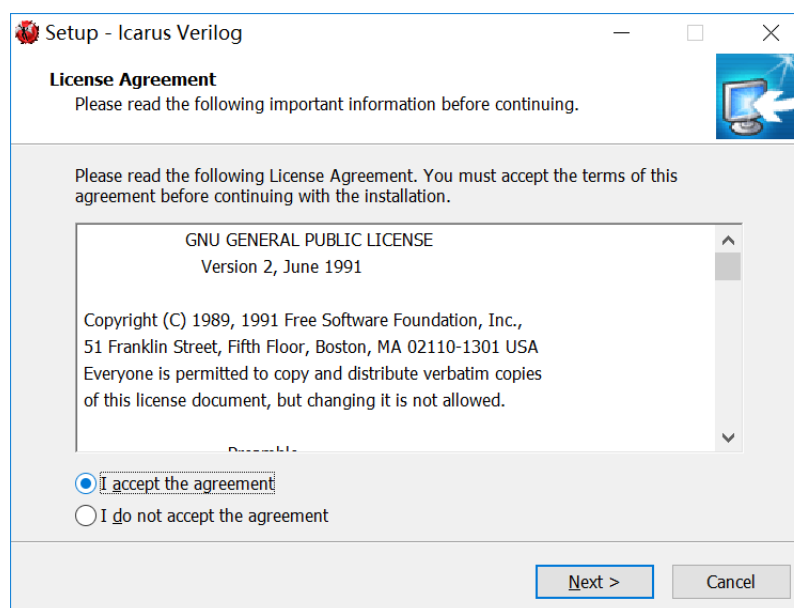 Setup - Icarus Verilog
License Agreement
Please read the following important information before continuing.
Please read the following License Agreement. You must accept the terms of this
agreement before continuing with the installation.
GNU GENERAL PUBLIC LICENSE
Version 2, June 1991
Copyright (C) 1989, 1991 Free Software Foundation, Inc.,
51 Franklin Street, Fifth Floor, Boston, MA 02110-1301 USA
Everyone is permitted to copy and distribute verbatim copies
of this license document, but changing it is not allowed.
I accept the agreement
I do not accept the agreement
Next >
Cancel